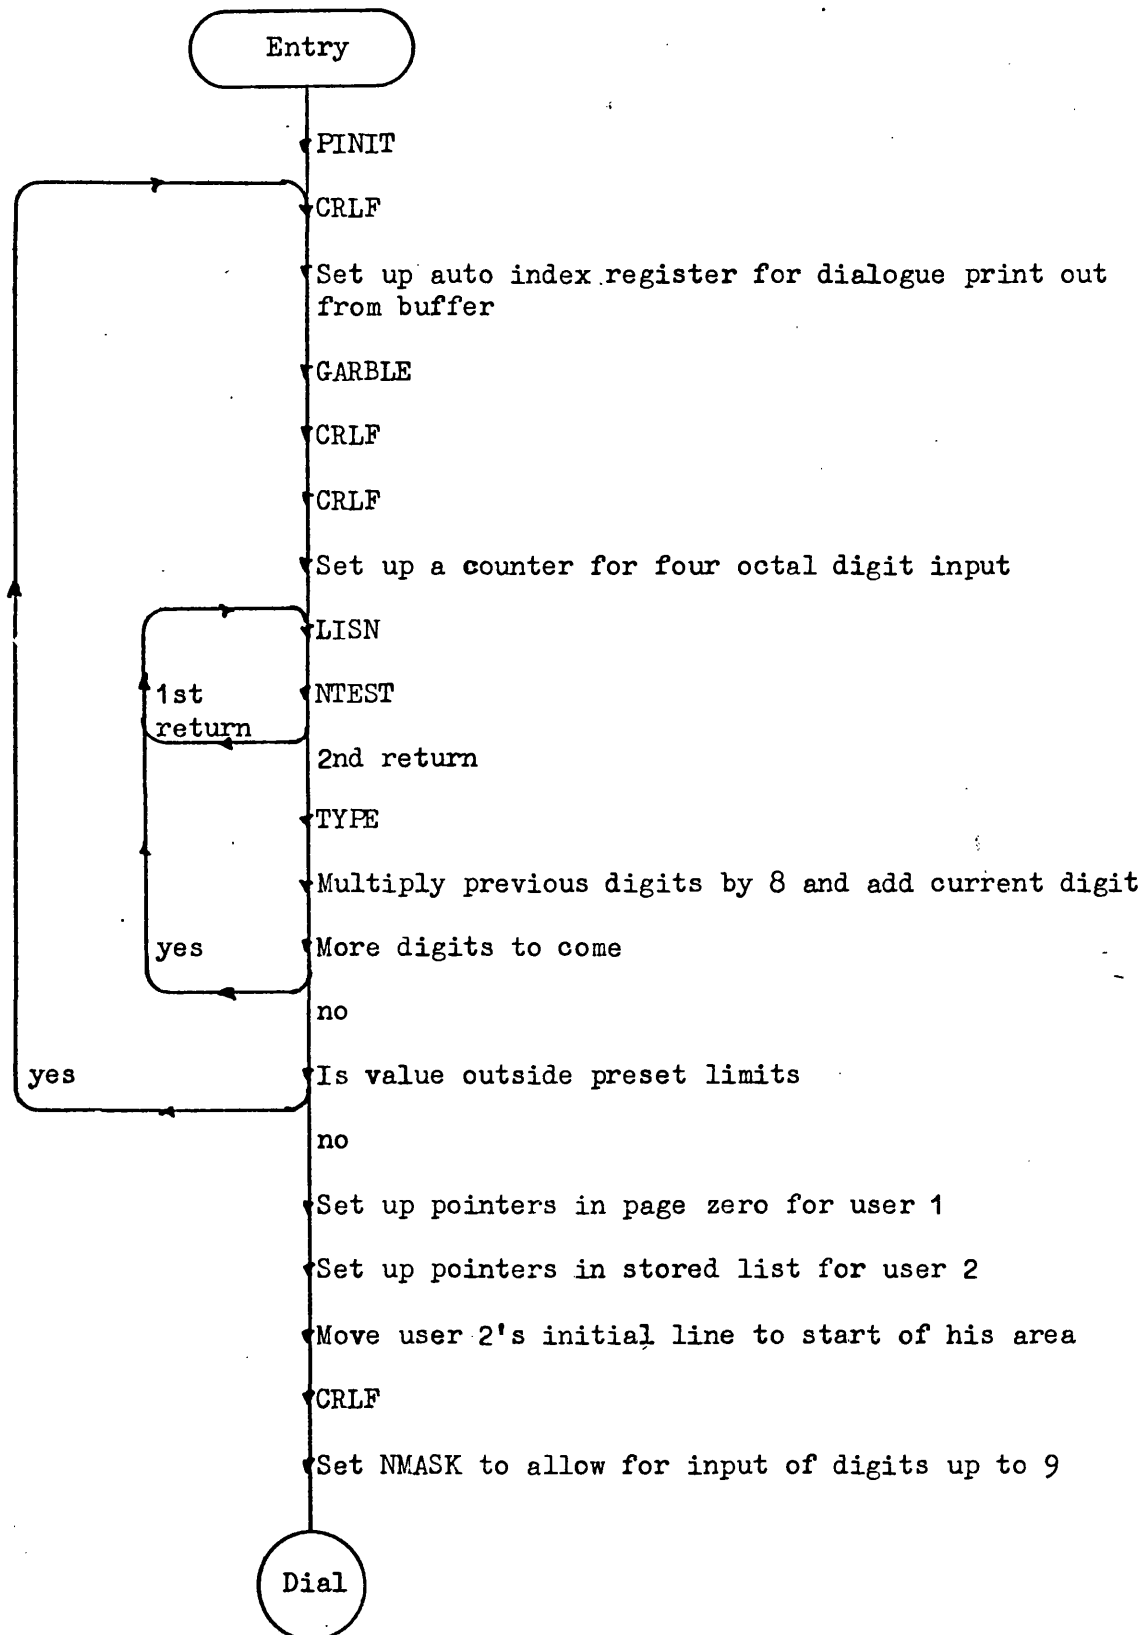 Entry
PINIT
CRLF
Set up auto index register for dialogue print out
from buffer
GARBLE
CRLF
CRLF
Set up a counter for four octal digit input
LISN
1st
return
NTEST
2nd return
TYPE
Multiply previous digits by 8 and add current digit
yes
More digits to come
no
yes
Is value outside preset limits
no
Set up pointers in page zero for user 1
Set up pointers in stored list for user 2
Move user 2's initial line to start of his area
CRLF
Set NMASK to allow for input of digits up to 9
Dial